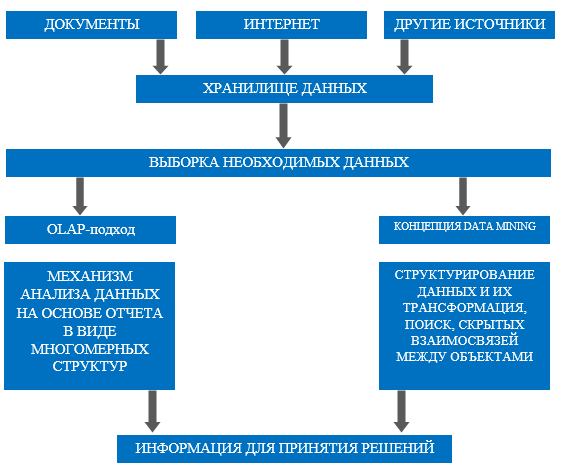 ДОКУМЕНТЫ
ИНТЕРНЕТ
ДРУГИЕ ИСТОЧНИКИ
ХРАНИЛИЩЕ ДАННЫХ
ВЫБОРКА НЕОБХОДИМЫХ ДАННЫХ
OLAP-подход
КОНЦЕПЦИЯ DATA MINING
МЕХАНИЗМ
АНАЛИЗА ДАННЫХ
НА ОСНОВЕ ОТЧЕТА
В ВИДЕ
МНОГОМЕРНЫХ
СТРУКТУР
СТРУКТУРИРОВАНИЕ
ДАННЫХ И ИХ
ТРАНСФОРМАЦИЯ,
ПОИСК, СКРЫТЫХ
ВЗАИМОСВЯЗЕЙ
МЕЖДУ ОБЪЕКТАМИ
ИНФОРМАЦИЯ ДЛЯ ПРИНЯТИЯ РЕШЕНИЙ